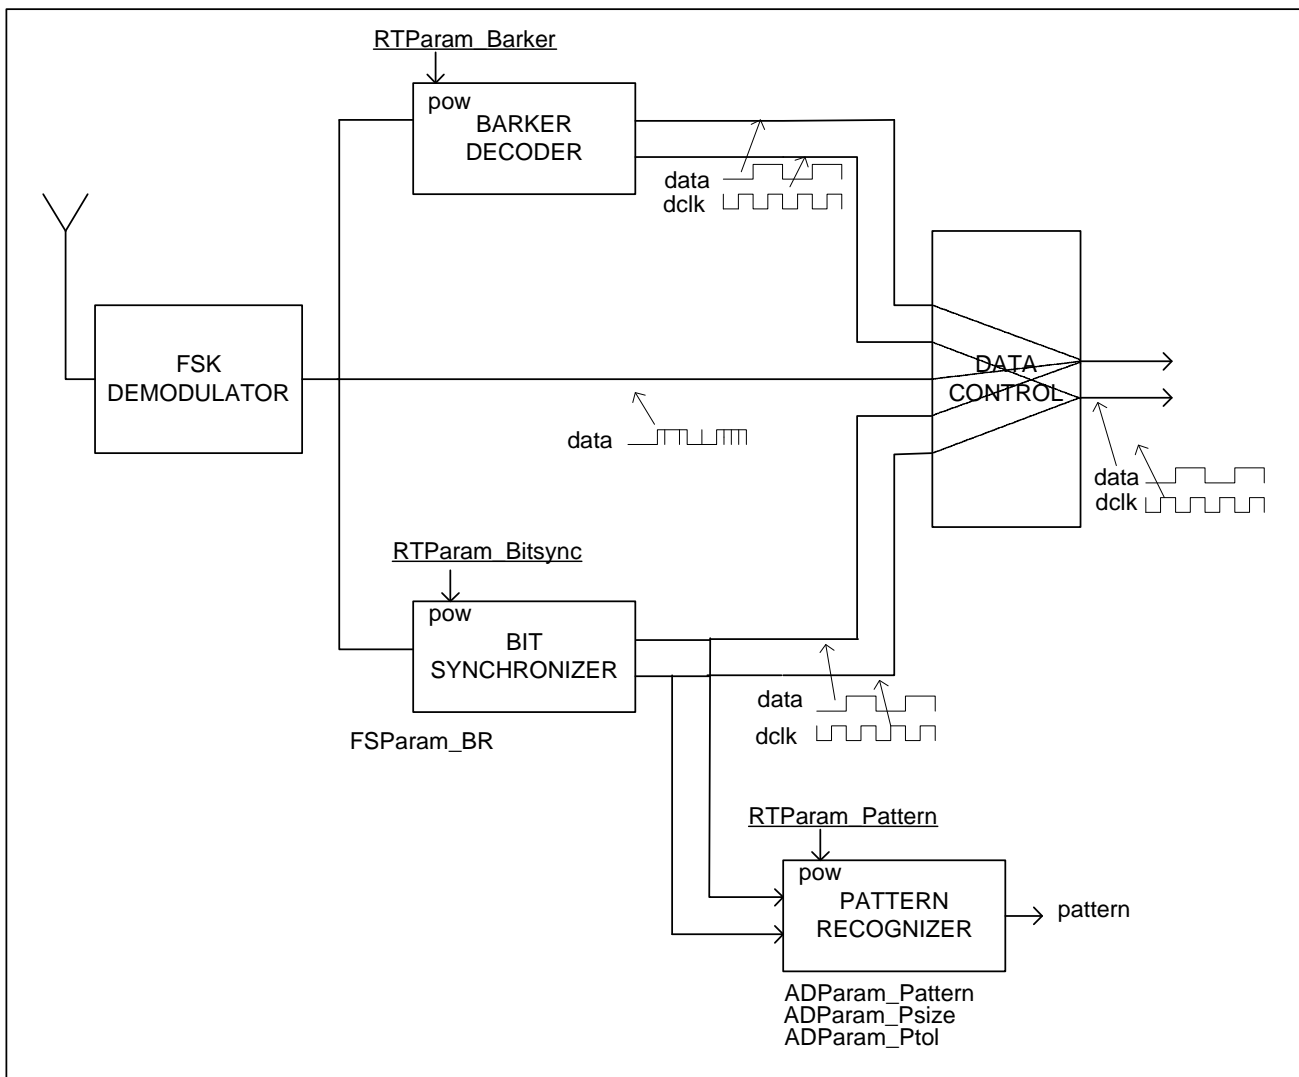 RTParam_Barker
pow
BARKER
DECODER
data
dclk
FSK
DEMODULATOR
DATA
CONTROL
data
data
dclk
RTParam_Bitsync
pow
BIT
SYNCHRONIZER
FSParam_BR
data
dclk
RTParam_Pattern
pow
PATTERN
RECOGNIZER
pattern
ADParam_Pattern
ADParam_Psize
ADParam_Ptol